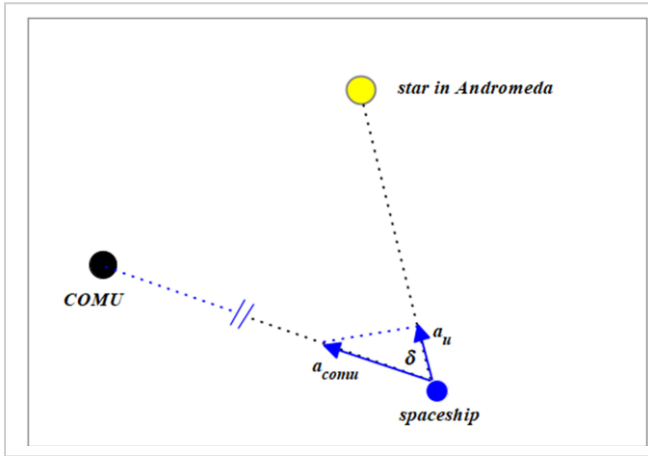 star in Andromeda
COMU
a_u
δ
a_comu
spaceship